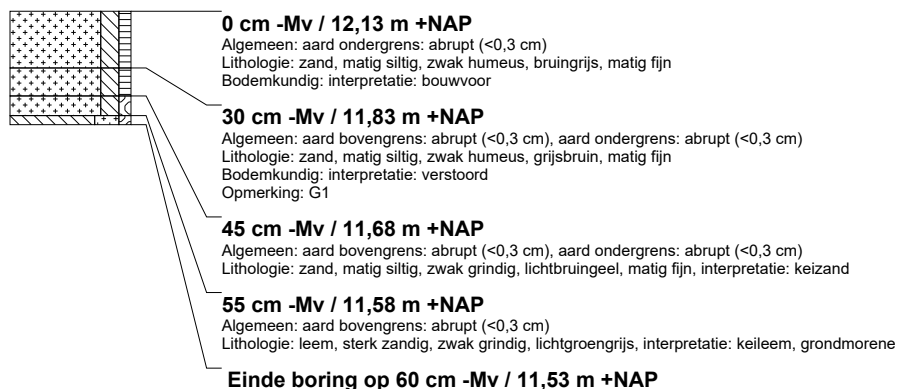 0 cm -Mv / 12,13 m +NAP
Algemeen: aard ondergrens: abrupt (<0,3 cm)
Lithologie: zand, matig siltig, zwak humeus, bruingrijs, matig fijn
Bodemkundig: interpretatie: bouwvoor
30 cm -Mv / 11,83 m +NAP
Algemeen: aard bovengrens: abrupt (<0,3 cm), aard ondergrens: abrupt (<0,3 cm)
Lithologie: zand, matig siltig, zwak humeus, grijsbruin, matig fijn
Bodemkundig: interpretatie: verstoord
Opmerking: G1
45 cm -Mv / 11,68 m +NAP
Algemeen: aard bovengrens: abrupt (<0,3 cm), aard ondergrens: abrupt (<0,3 cm)
Lithologie: zand, matig siltig, zwak grindig, lichtbruingeel, matig fijn, interpretatie: keizand
55 cm -Mv / 11,58 m +NAP
Algemeen: aard bovengrens: abrupt (<0,3 cm)
Lithologie: leem, sterk zandig, zwak grindig, lichtgroengrijs, interpretatie: keileem, grondmorene
Einde boring op 60 cm -Mv / 11,53 m +NAP